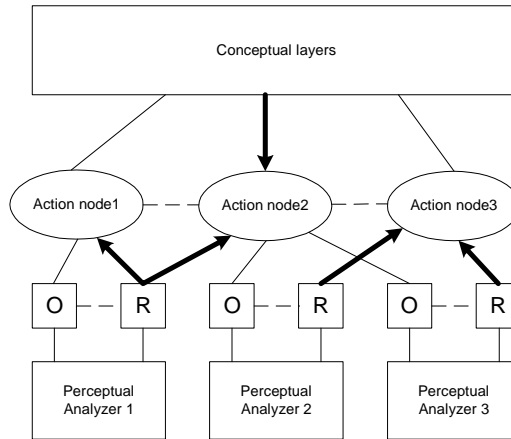 Conceptual layers
Action node1
Action node2
Action node3
O
R
O
R
O
R
Perceptual
Analyzer 1
Perceptual
Analyzer 2
Perceptual
Analyzer 3